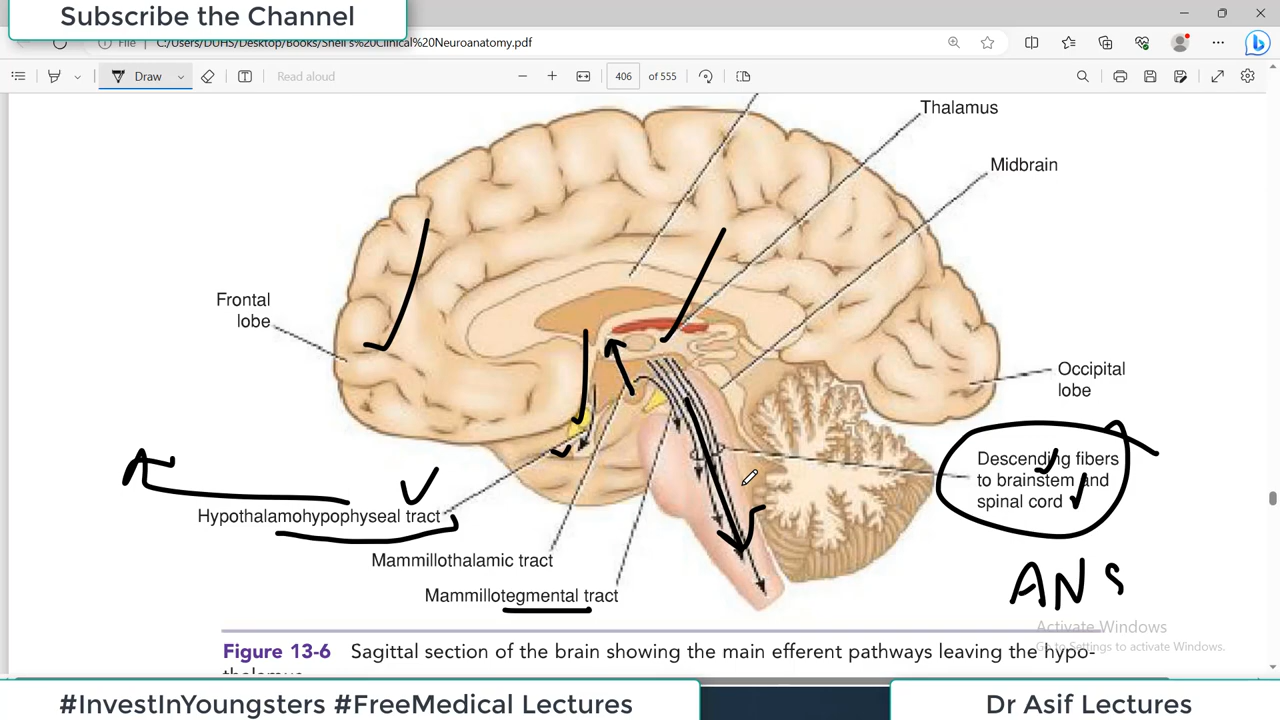 Subscribe the Channel
File C:/Users/DUHS/Desktop/Books/Snell's%20Clinical%20Neuroanatomy.pdf
Draw
Read aloud
406 of 555
Thalamus
Midbrain
Frontal
lobe
Occipital
lobe
Descending fibers
to brainstem and
spinal cord
Hypothalamohypophyseal tract
Mammillothalamic tract
Mammillotegmental tract
ANS
Activate Windows
Go to Settings to activate Windows.
Figure 13-6 Sagittal section of the brain showing the main efferent pathways leaving the hypo-
thalamus.
#InvestInYoungsters #FreeMedical Lectures
Dr Asif Lectures